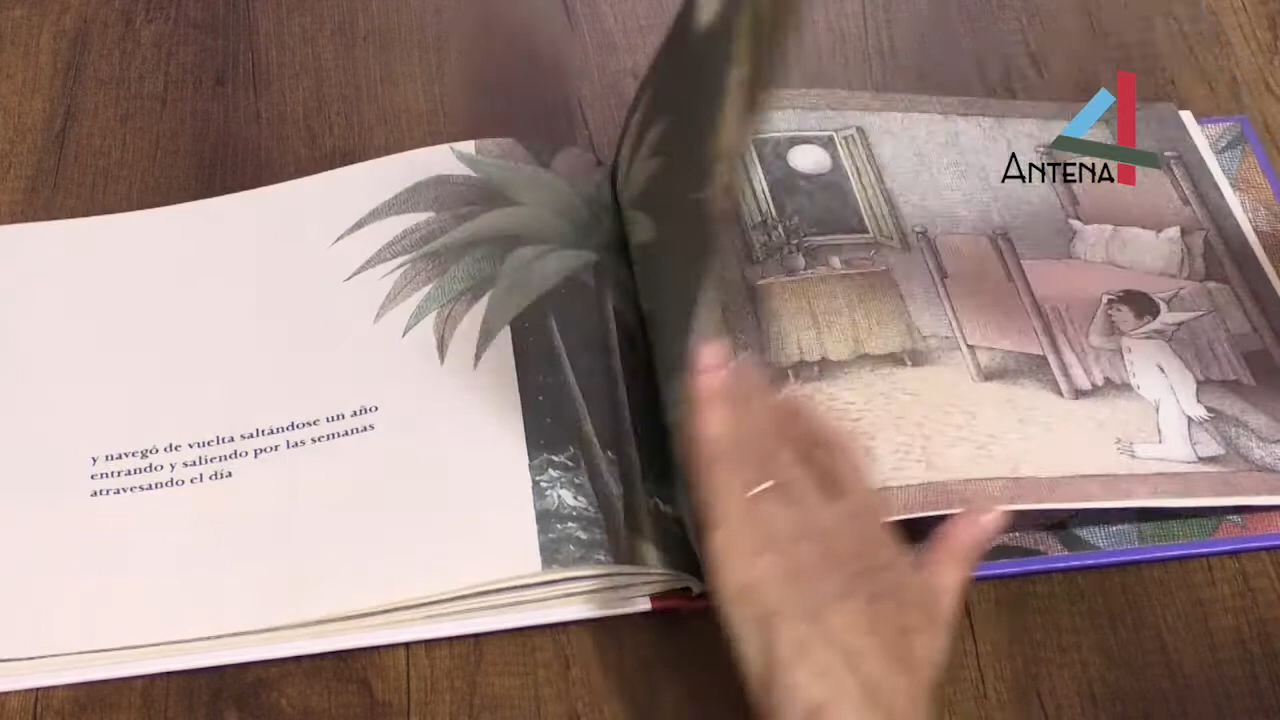 y navegó de vuelta saltándose un año
entrando y saliendo por las semanas
atravesando el día
ANTENA